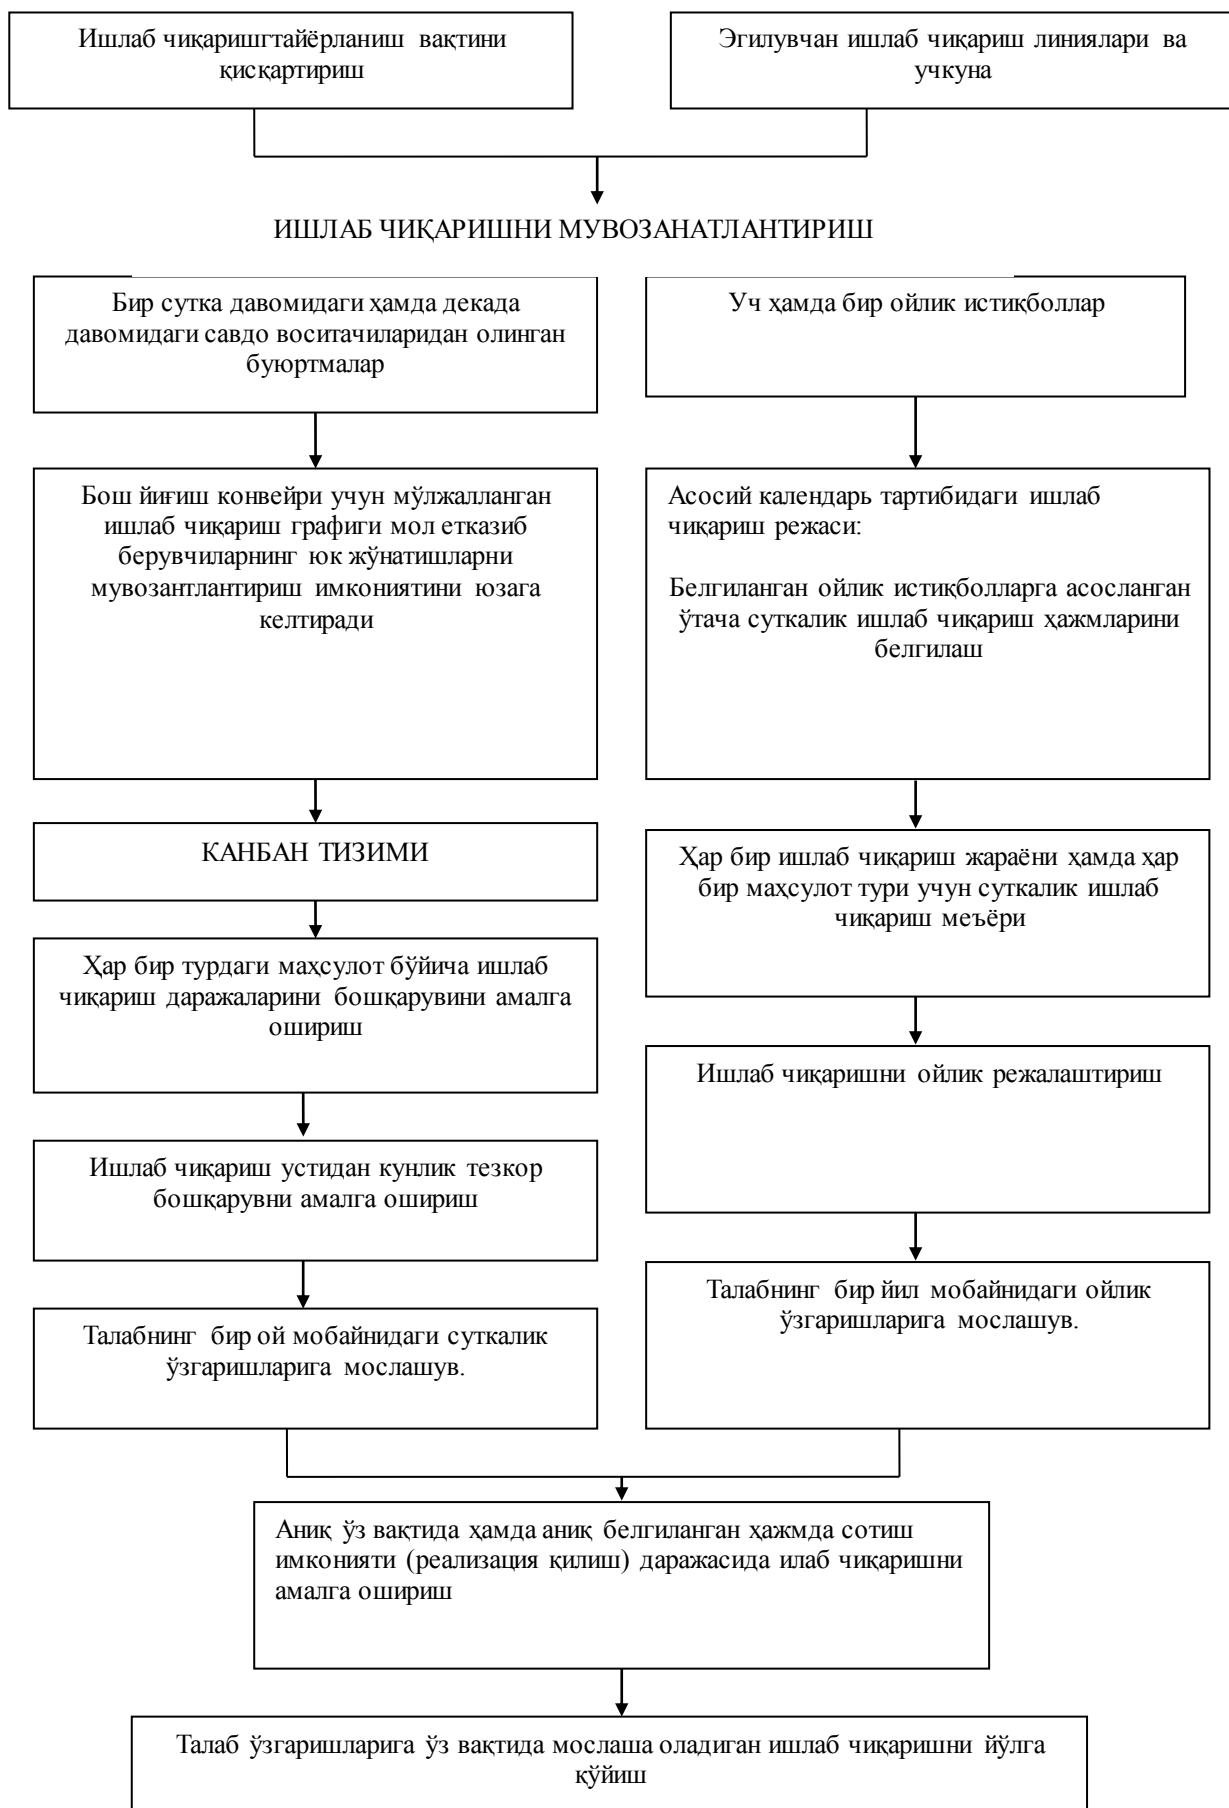 Ишлаб чиқаришгтайёрланиш вақтини
қисқартириш
Эгилувчан ишлаб чиқариш линиялари ва
учкуна
ИШЛАБ ЧИҚАРИШНИ МУВОЗАНАТЛАНТИРИШ
Бир сутка давомидаги ҳамда декада
давомидаги савдо воситачиларидан олинган
буюртмалар
Уч ҳамда бир ойлик истиқболлар
Бош йиғиш конвейри учун мўлжалланган
ишлаб чиқариш графиги мол етказиб
берувчиларнинг юк жўнатишларни
мувозантлантириш имкониятини юзага
келтиради
Асосий календарь тартибидаги ишлаб
чиқариш режаси:
Белгиланган ойлик истиқболларга асосланган
ўтача суткалик ишлаб чиқариш ҳажмларини
белгилаш
КАНБАН ТИЗИМИ
Ҳар бир ишлаб чиқариш жараёни ҳамда ҳар
бир маҳсулот тури учун суткалик ишлаб
чиқариш меъёри
Ҳар бир турдаги маҳсулот бўйича ишлаб
чиқариш даражаларини бошқарувини амалга
ошириш
Ишлаб чиқаришни ойлик режалаштириш
Ишлаб чиқариш устидан кунлик тезкор
бошқарувни амалга ошириш
Талабнинг бир йил мобайнидаги ойлик
ўзгаришларига мослашув.
Талабнинг бир ой мобайнидаги суткалик
ўзгаришларига мослашув.
Аниқ ўз вақтида ҳамда аниқ белгиланган ҳажмда сотиш
имконияти (реализация қилиш) даражасида илаб чиқаришни
амалга ошириш
Талаб ўзгаришларига ўз вақтида мослаша оладиган ишлаб чиқаришни йўлга
қўйиш